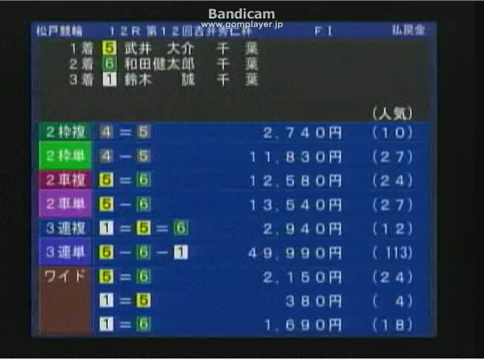 Bandicam
www.gomplayer.jp
松戸競輪 12R 第12回吉井秀仁杯 FI 払戻金
1着 5 武井 大介 千 葉
2着 6 和田健太郎 千 葉
3着 1 鈴木 誠 千 葉
(人気)
2枠複 4 = 5 2,740円 (10)
2枠単 4 - 5 11,830円 (27)
2車複 5 = 6 12,580円 (24)
2車単 5 - 6 13,540円 (27)
3連複 1 = 5 = 6 2,940円 (12)
3連単 5 - 6 - 1 49,990円 (113)
ワイド 5 = 6 2,150円 (24)
1 = 5 380円 (4)
1 = 6 1,690円 (18)